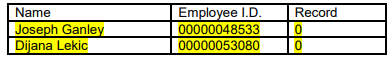 Name Employee I.D. Record
Joseph Ganley 00000048533 0
Dijana Lekic 00000053080 0